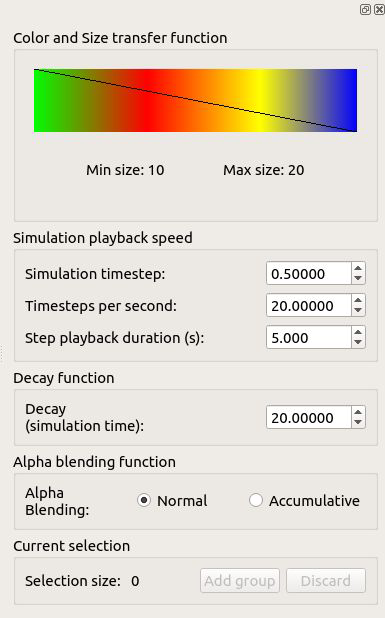 Color and Size transfer function
Min size: 10 Max size: 20
Simulation playback speed
Simulation timestep: 0.50000
Timesteps per second: 20.00000
Step playback duration (s): 5.000
Decay function
Decay
(simulation time): 20.00000
Alpha blending function
Alpha
Blending: Normal Accumulative
Current selection
Selection size: 0 Add group Discard